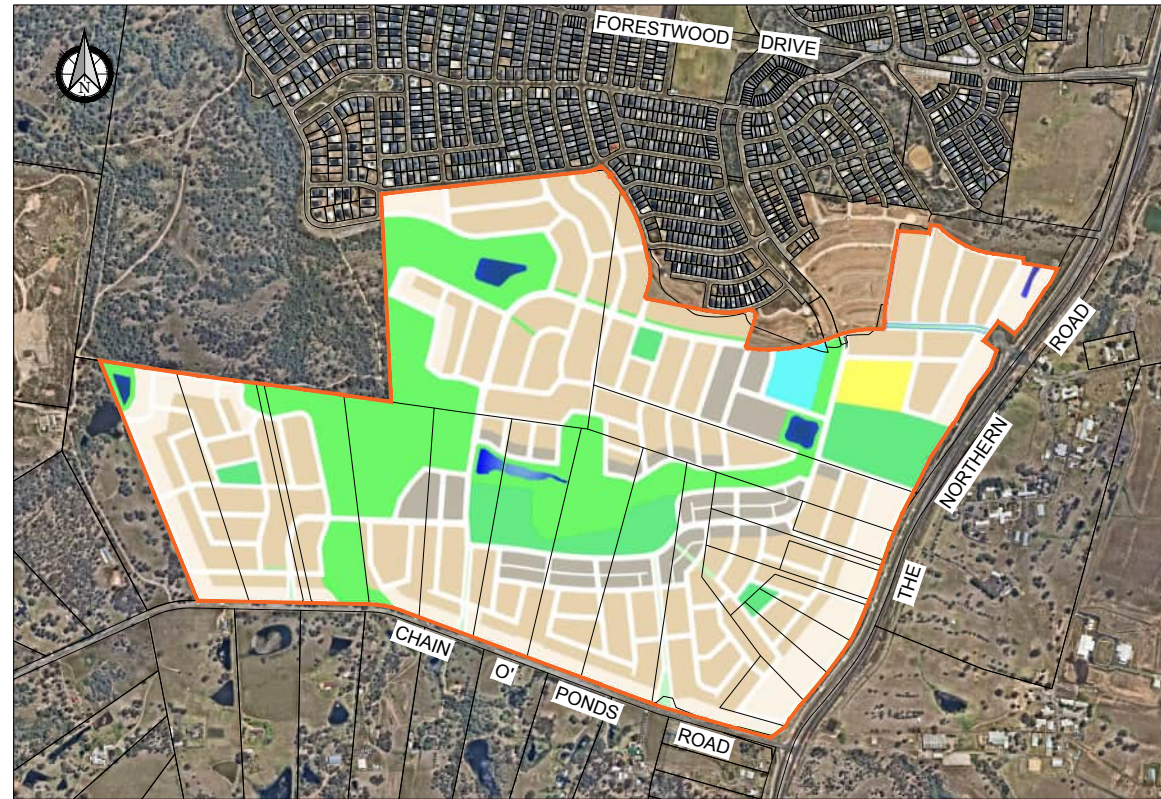 FORESTWOOD DRIVE
N
ROAD
NORTHERN
THE
CHAIN O' PONDS ROAD